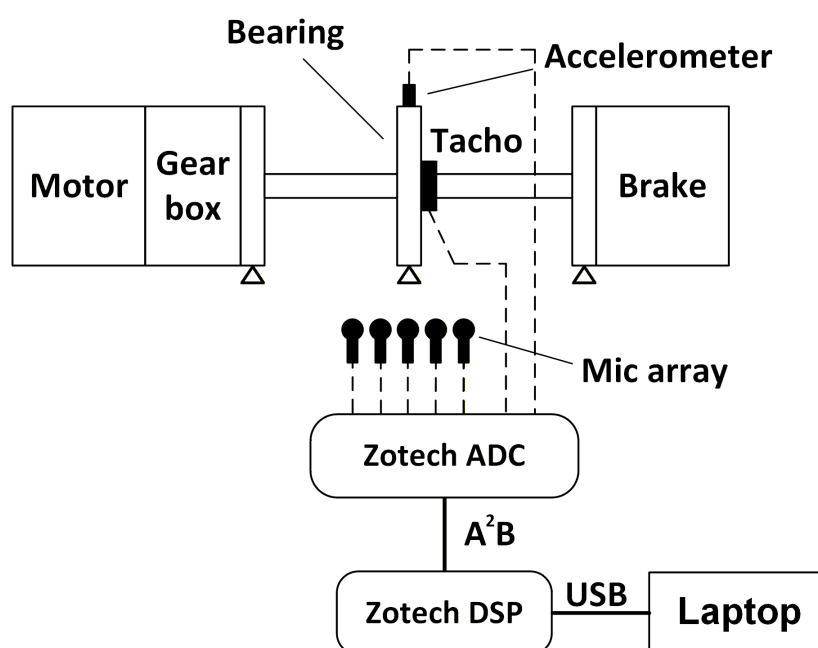 Bearing
Accelerometer
Tacho
Motor
Gear
box
Brake
Mic array
Zotech ADC
A²B
USB
Zotech DSP
Laptop